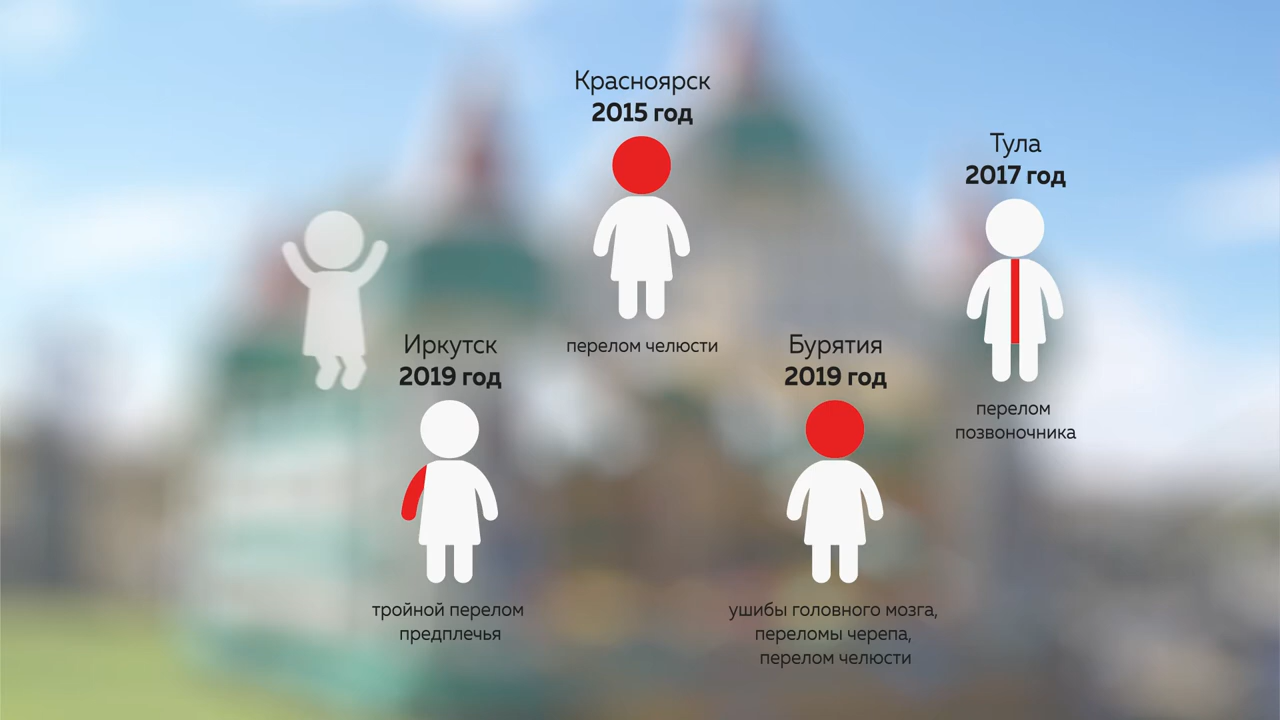 Красноярск
2015 год
перелом челюсти
Тула
2017 год
перелом
позвоночника
Иркутск
2019 год
тройной перелом
предплечья
Бурятия
2019 год
ушибы головного мозга,
переломы черепа,
перелом челюсти